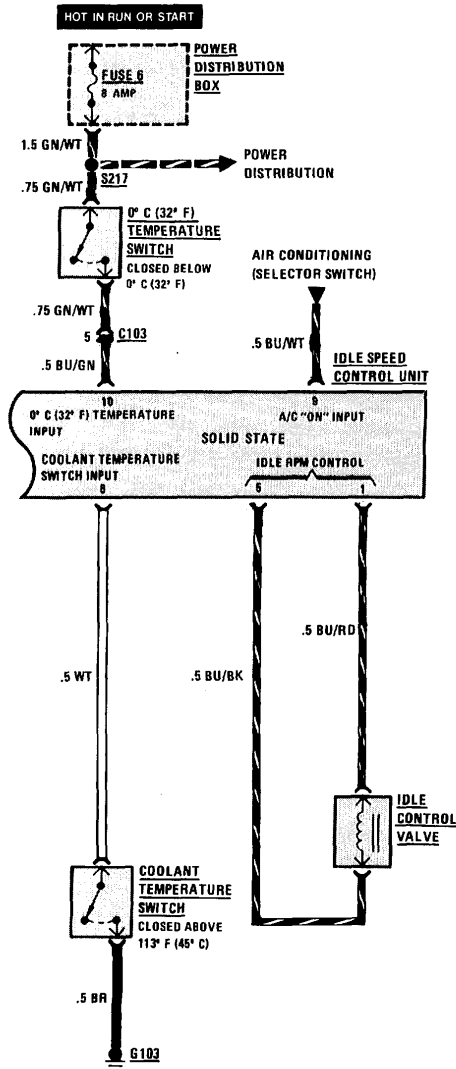 HOT IN RUN OR START
POWER
DISTRIBUTION
BOX
FUSE 6
8 AMP
1.5 GN/WT
S217
POWER
DISTRIBUTION
.75 GN/WT
0° C (32° F)
TEMPERATURE
SWITCH
CLOSED BELOW
0° C (32° F)
AIR CONDITIONING
(SELECTOR SWITCH)
.75 GN/WT
5 C103
.5 BU/GN
.5 BU/WT
IDLE SPEED
CONTROL UNIT
10
9
0° C (32° F) TEMPERATURE
INPUT
A/C "ON" INPUT
SOLID STATE
COOLANT TEMPERATURE
SWITCH INPUT
IDLE RPM CONTROL
1
.5 BU/RD
.5 WT
.5 BU/BK
IDLE
CONTROL
VALVE
COOLANT
TEMPERATURE
SWITCH
CLOSED ABOVE
113° F (45° C)
.5 BR
G103